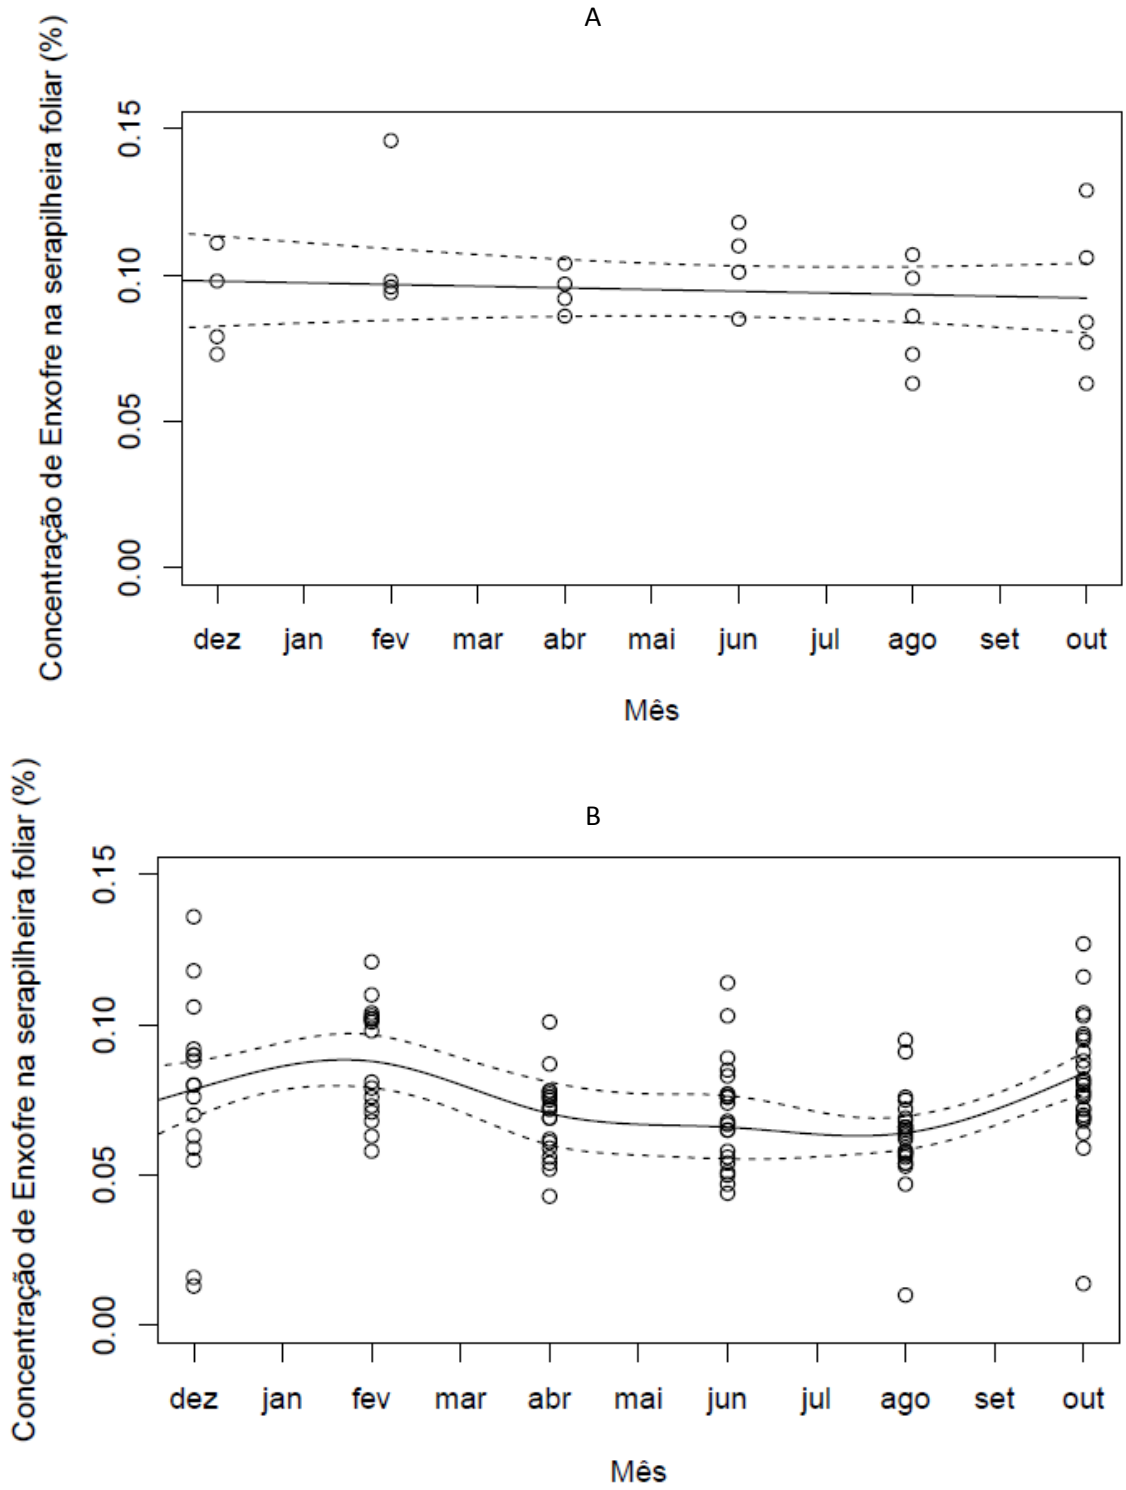 A
Concentração de Enxofre na serapilheira foliar (%)
0.15
0.10
0.05
0.00
dez jan fev mar abr mai jun jul ago set out
Mês
B
Concentração de Enxofre na serapilheira foliar (%)
0.15
0.10
0.05
0.00
dez jan fev mar abr mai jun jul ago set out
Mês